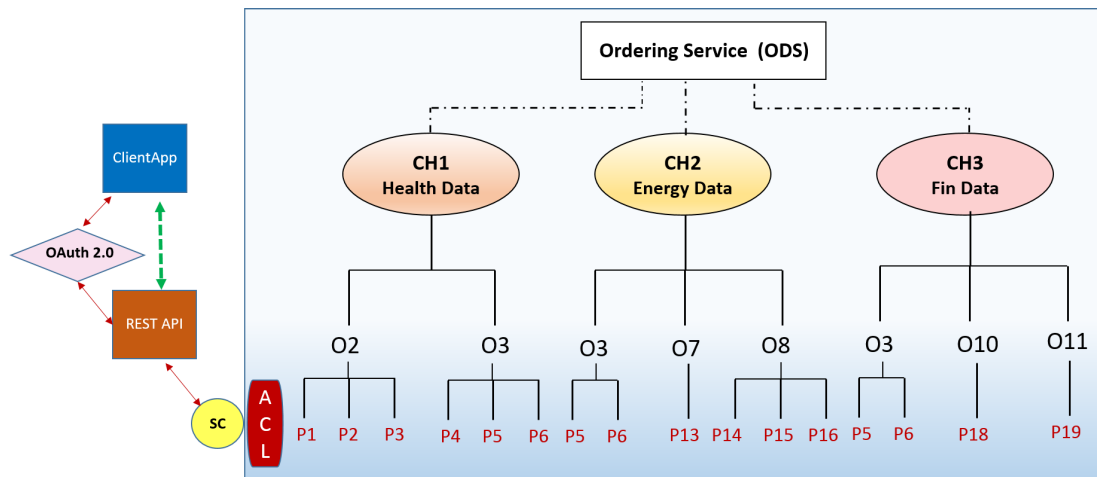 Ordering Service (ODS)
CH1
Health Data
CH2
Energy Data
CH3
Fin Data
ClientApp
OAuth 2.0
REST API
SC
A
C
L
O2
O3
O3
O7
O8
O3
O10
O11
P1
P2
P3
P4
P5
P6
P5
P6
P13
P14
P15
P16
P5
P6
P18
P19